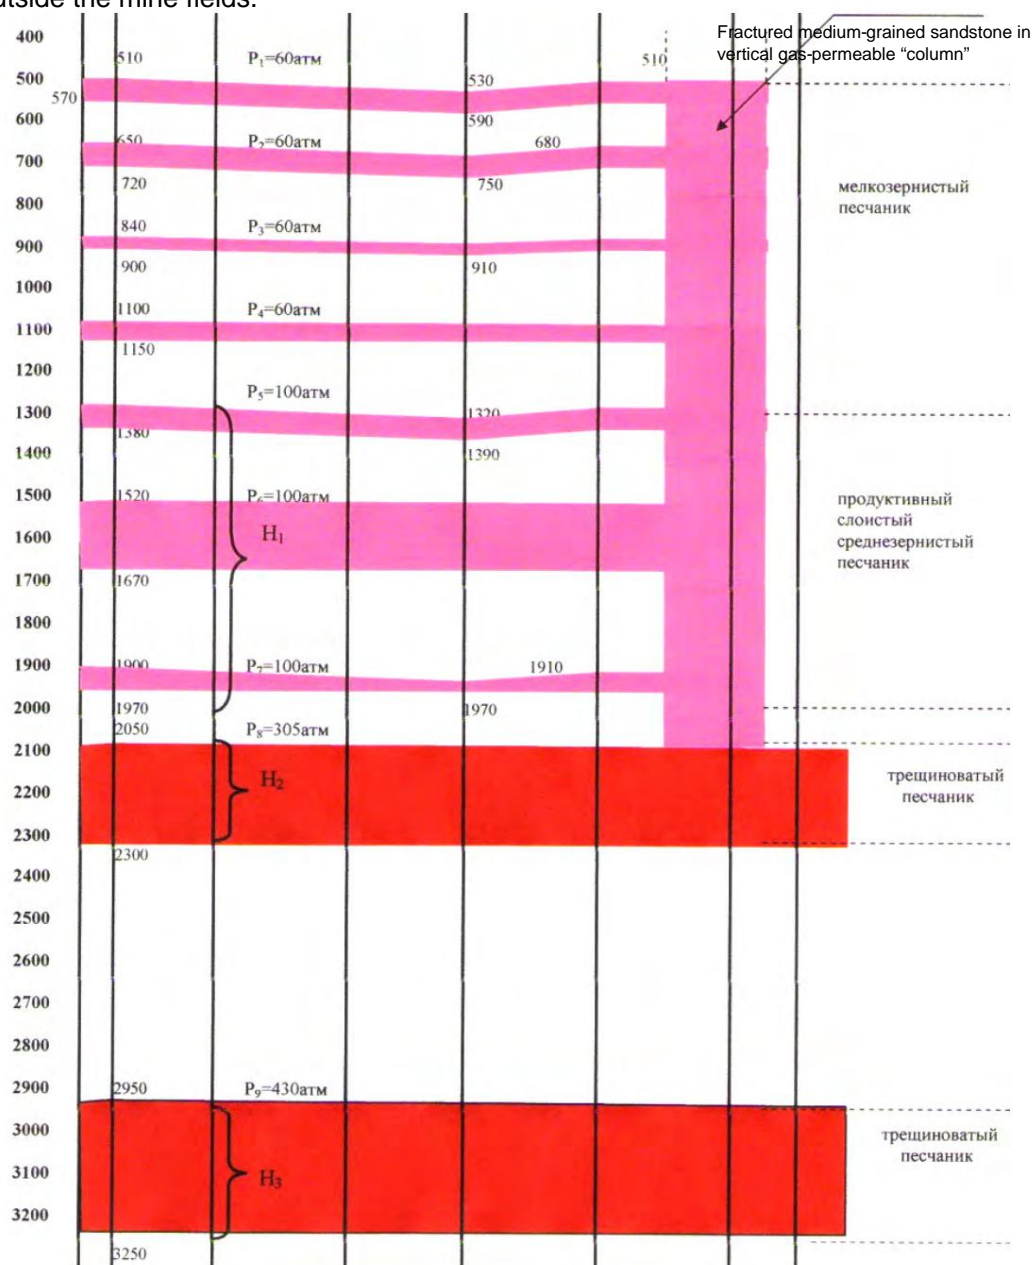 outside the mine fields.
Fractured medium-grained sandstone in
vertical gas-permeable “column”
400
510 P₁=60атм 510
500
570 530
600 590
650 P₂=60атм 680
700
720 750
мелкозернистый
песчаник
800
840 P₃=60атм
900
900 910
1000
1100 P₄=60атм
1100
1150
1200
P₅=100атм
1300 1320
1380
1400 1390
1500 1520 P₆=100атм
продуктивный
слоистый
среднезернистый
песчаник
1600 H₁
1700 1670
1800
1900 1900 P₇=100атм 1910
2000 1970 1970
2050 P₈=305атм
2100
2200 H₂
трещиноватый
песчаник
2300
2300
2400
2500
2600
2700
2800
2900 2950 P₉=430атм
3000
трещиноватый
песчаник
3100 H₃
3200
3250